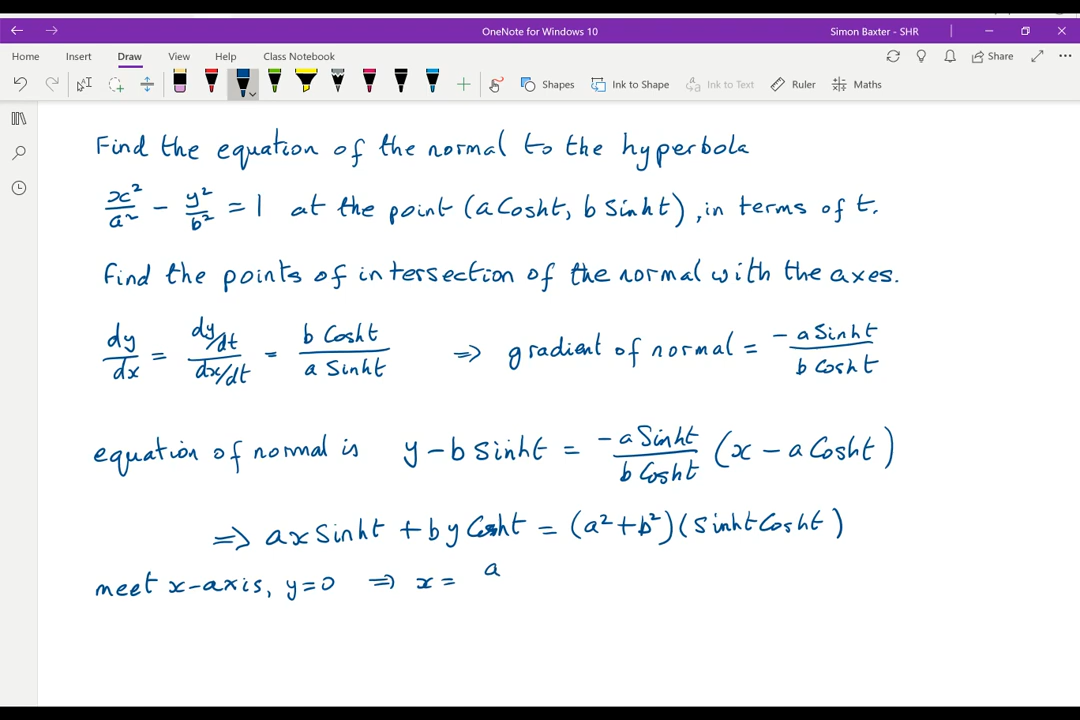 OneNote for Windows 10
Simon Baxter - SHR
Home Insert Draw View Help Class Notebook
Share
Shapes Ink to Shape Ink to Text Ruler Maths
Find the equation of the normal to the hyperbola
x²/a² - y²/b² = 1 at the point (a Cosht, b Sinht), in terms of t.
Find the points of intersection of the normal with the axes.
dy/dx = (dy/dt)/(dx/dt) = (b Cosht)/(a Sinht) ⇒ gradient of normal = (-a Sinht)/(b Cosht)
equation of normal is y - b Sinht = (-a Sinht)/(b Cosht) (x - a Cosht)
⇒ ax Sinht + by Cosht = (a² + b²)(Sinht Cosht)
meet x-axis, y=0 ⇒ x = a